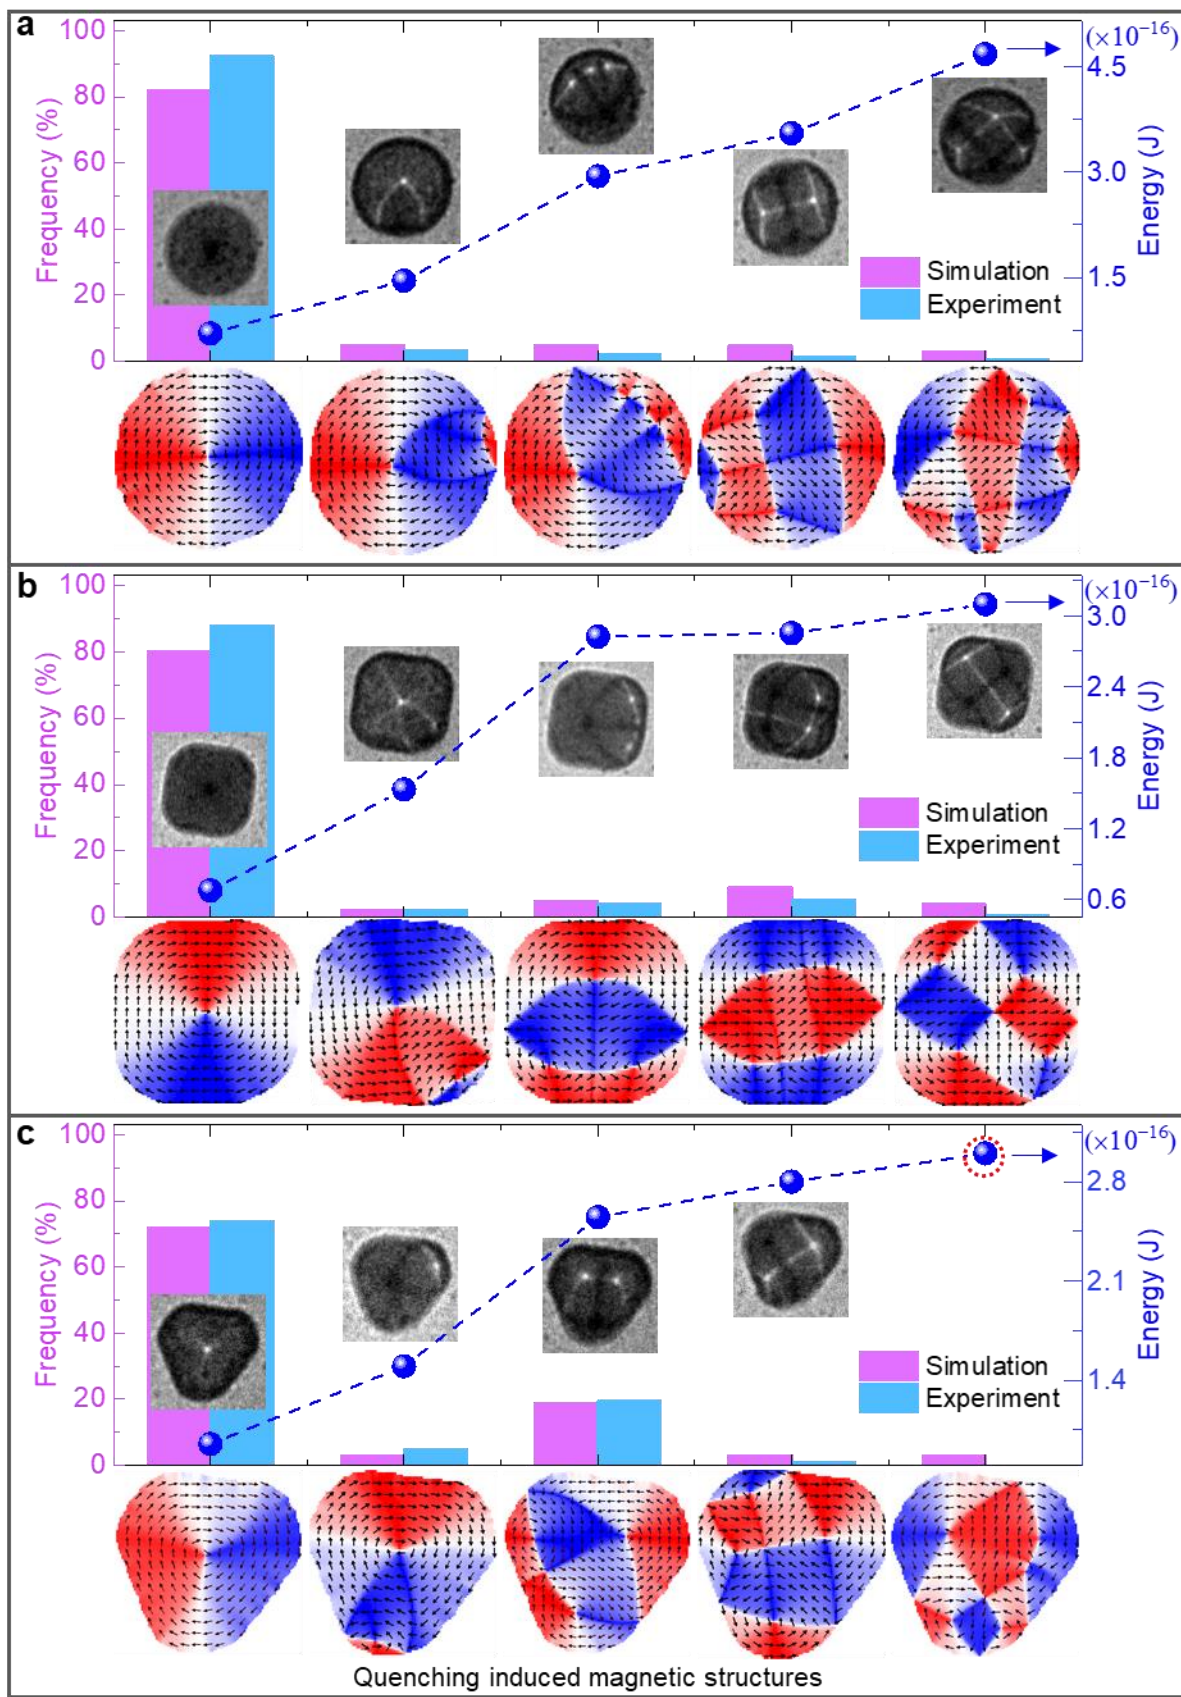 a
Frequency (%)
100
80
60
40
20
0
(×10⁻¹⁶)
4.5
3.0
1.5
Energy (J)
Simulation
Experiment
b
Frequency (%)
100
80
60
40
20
0
(×10⁻¹⁶)
3.0
2.4
1.8
1.2
0.6
Energy (J)
Simulation
Experiment
c
Frequency (%)
100
80
60
40
20
0
(×10⁻¹⁶)
2.8
2.1
1.4
Energy (J)
Simulation
Experiment
Quenching induced magnetic structures